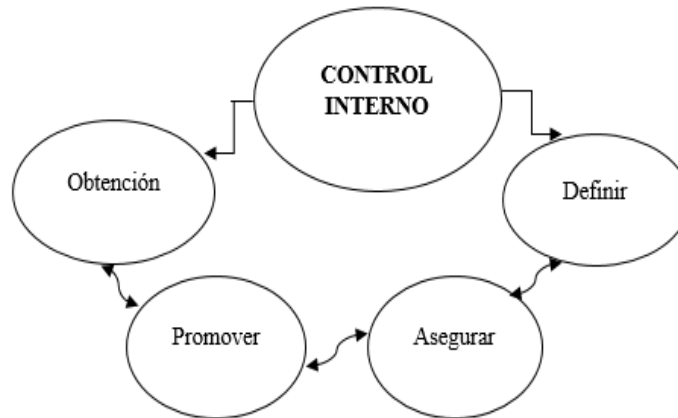 CONTROL
INTERNO
Obtención
Definir
Promover
Asegurar